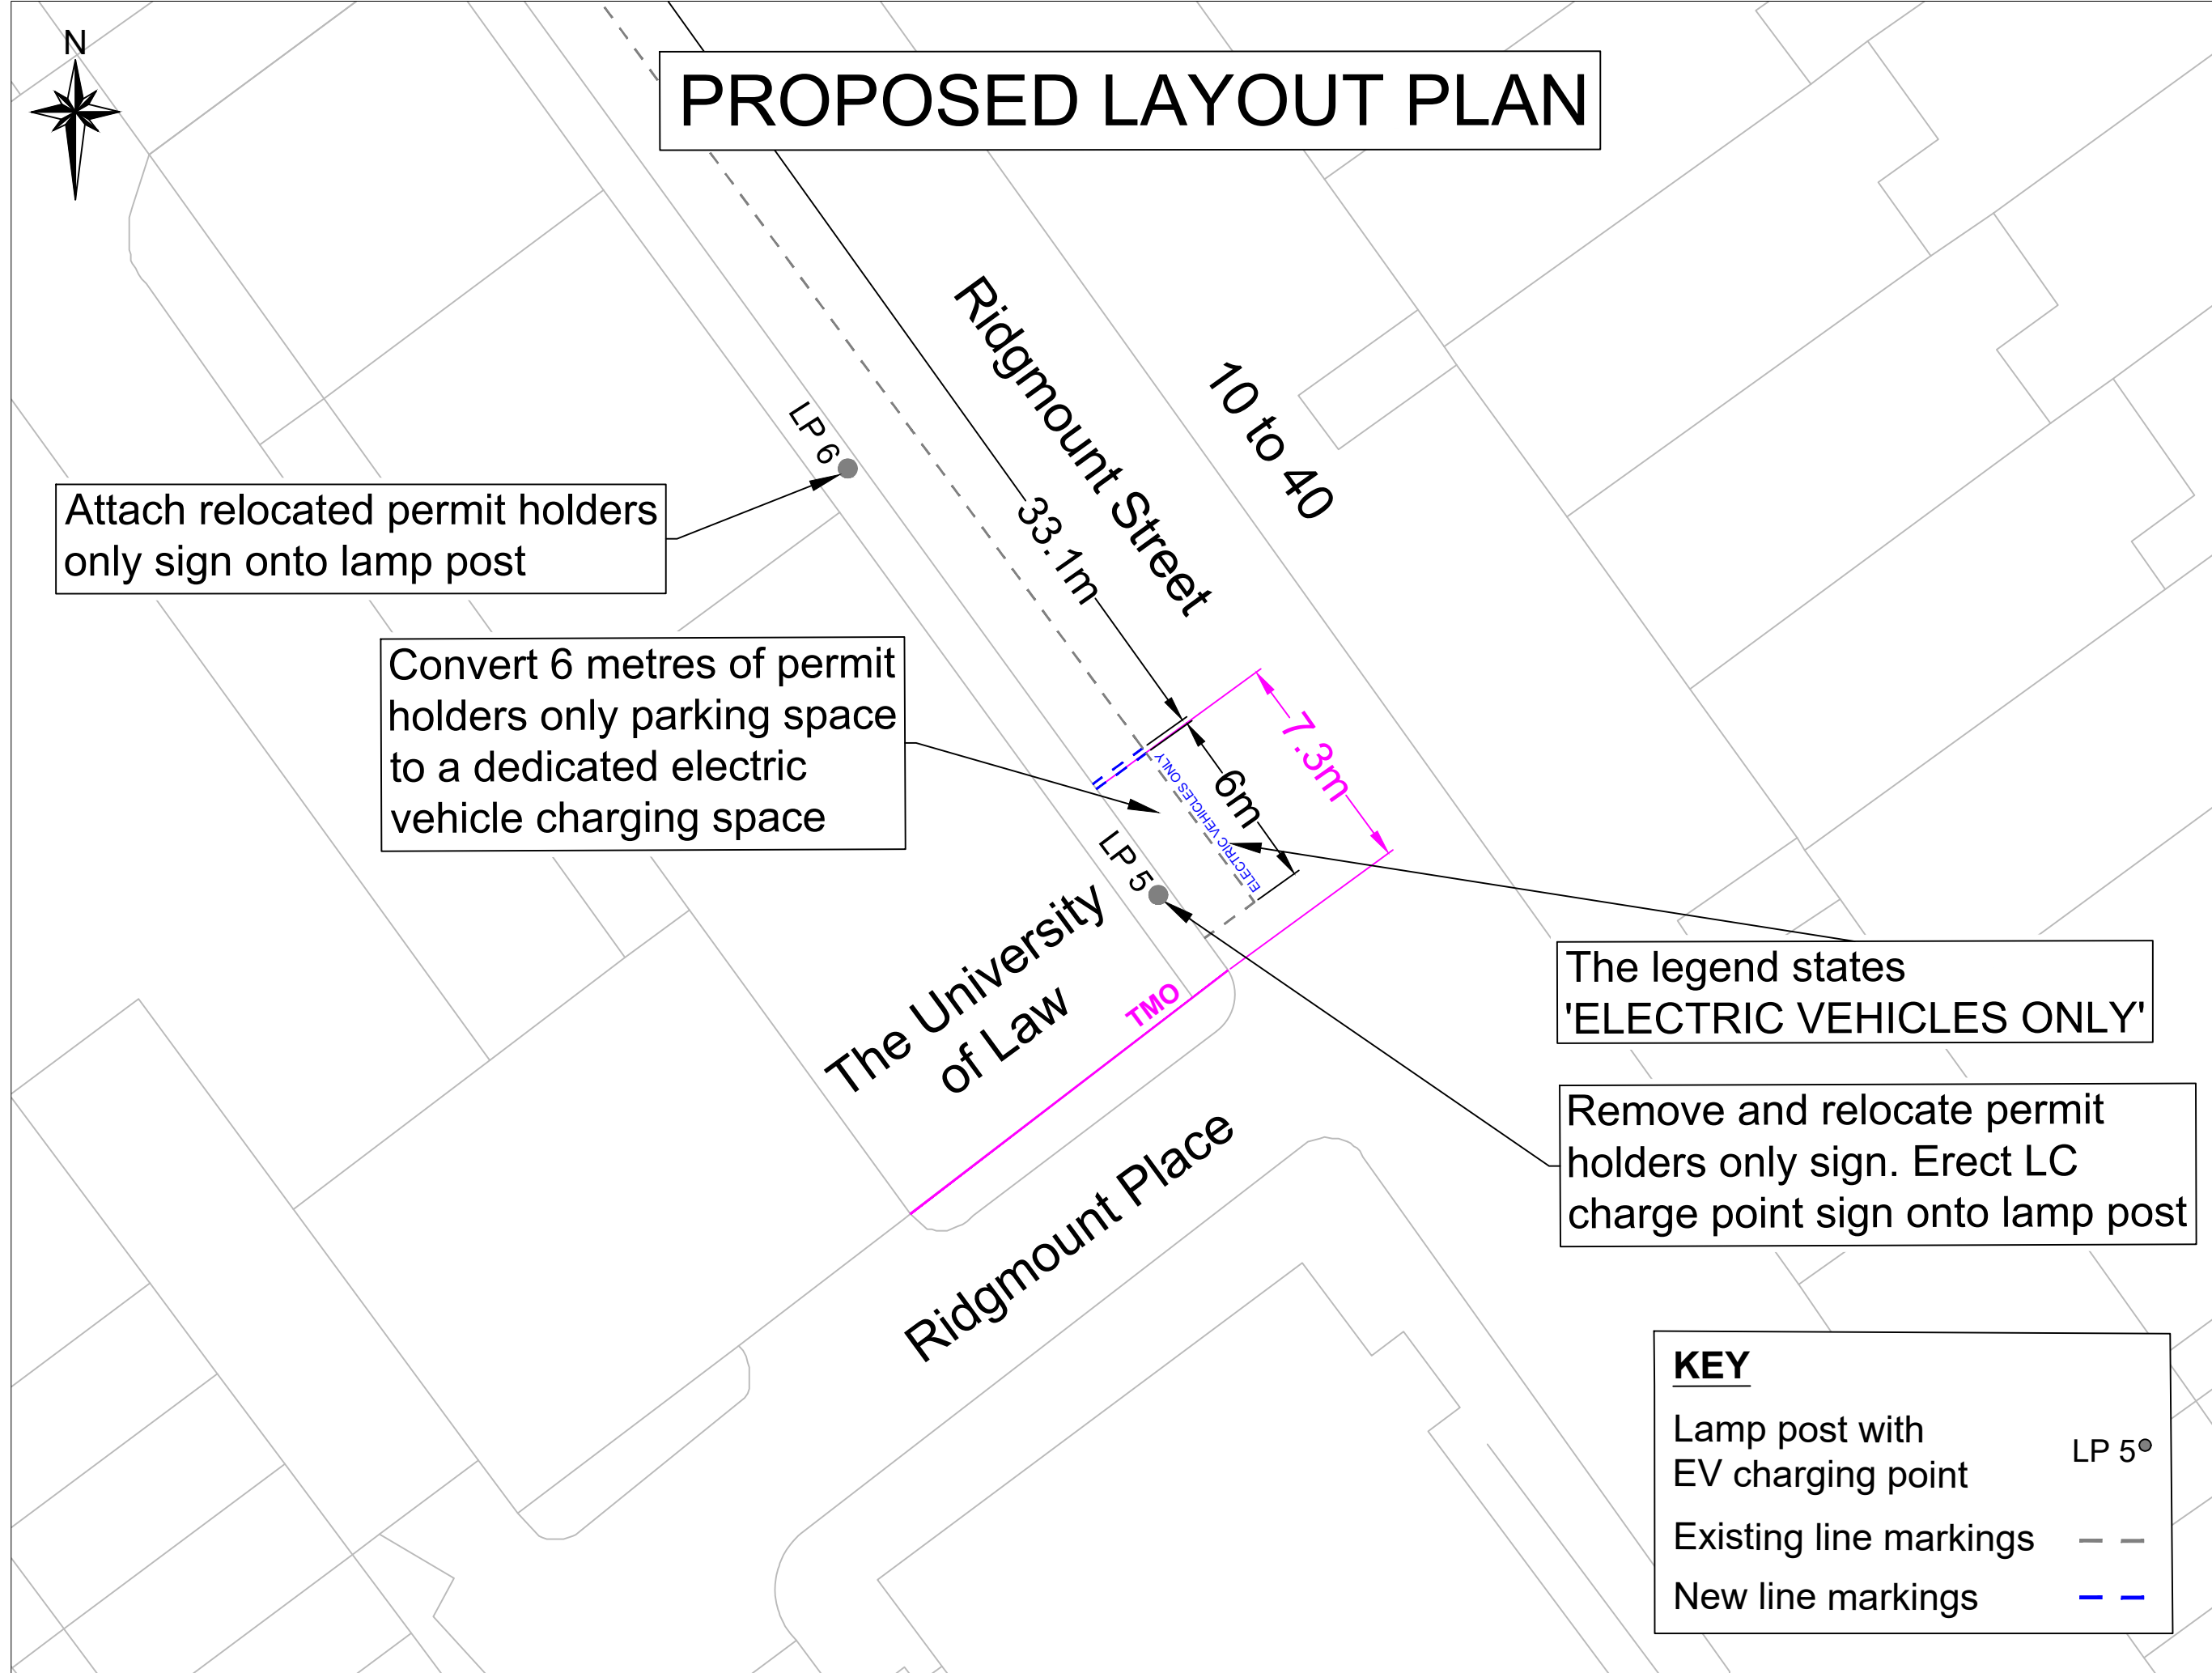 N
PROPOSED LAYOUT PLAN
Ridgmount Street
10 to 40
LP 6
33.1m
Attach relocated permit holders
only sign onto lamp post
Convert 6 metres of permit
holders only parking space
to a dedicated electric
vehicle charging space
7.3m
6m
ELECTRIC VEHICLES ONLY
LP 5
The University
of Law
TMO
The legend states
'ELECTRIC VEHICLES ONLY'
Remove and relocate permit
holders only sign. Erect LC
charge point sign onto lamp post
Ridgmount Place
KEY
Lamp post with
EV charging point
LP 5
Existing line markings
New line markings